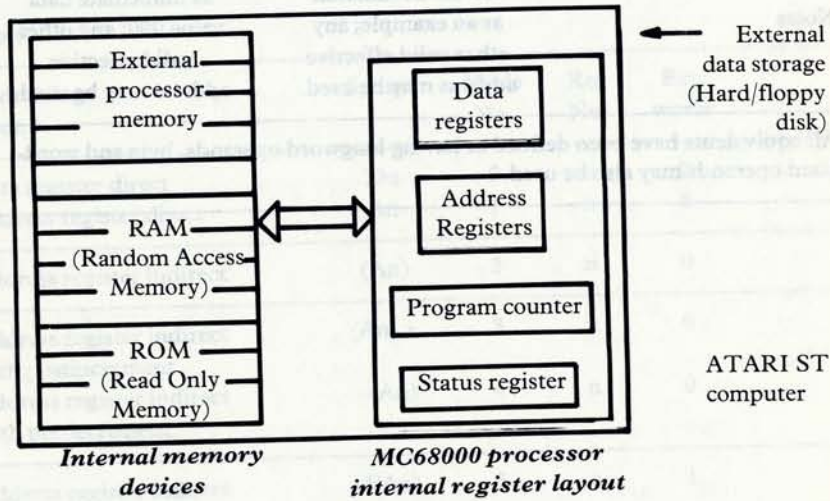 External
processor
memory
RAM
(Random Access
Memory)
ROM
(Read Only
Memory)
Internal memory
devices
Data
registers
Address
Registers
Program counter
Status register
MC68000 processor
internal register layout
External
data storage
(Hard/floppy
disk)
ATARI ST
computer